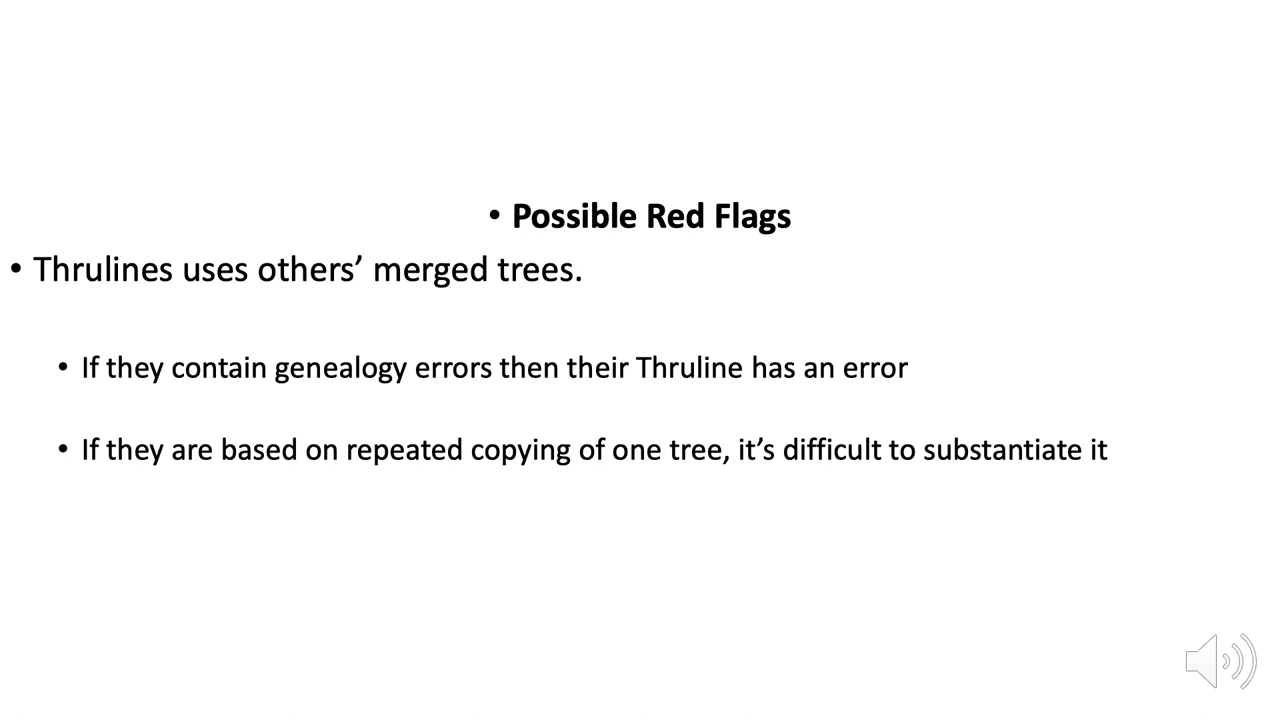 • Possible Red Flags
• Thrulines uses others’ merged trees.
• If they contain genealogy errors then their Thruline has an error
• If they are based on repeated copying of one tree, it’s difficult to substantiate it